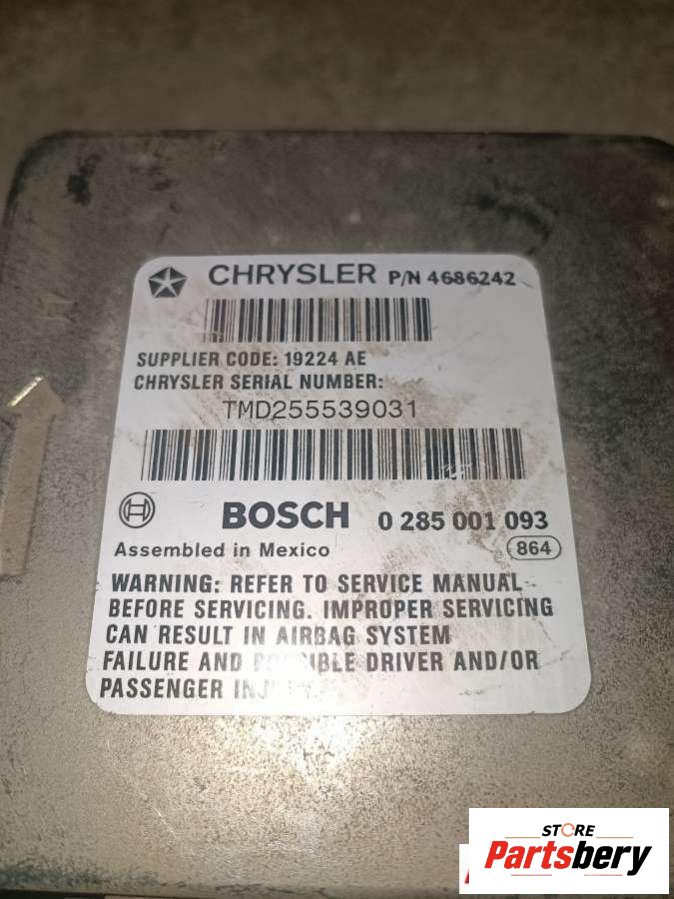 CHRYSLER P/N 4686242
SUPPLIER CODE: 19224 AE
CHRYSLER SERIAL NUMBER:
TMD255539031
BOSCH 0 285 001 093
Assembled in Mexico 864
WARNING: REFER TO SERVICE MANUAL
BEFORE SERVICING. IMPROPER SERVICING
CAN RESULT IN AIRBAG SYSTEM
FAILURE AND DRIVER AND/OR
PASSENGER
STORE
Partsbery